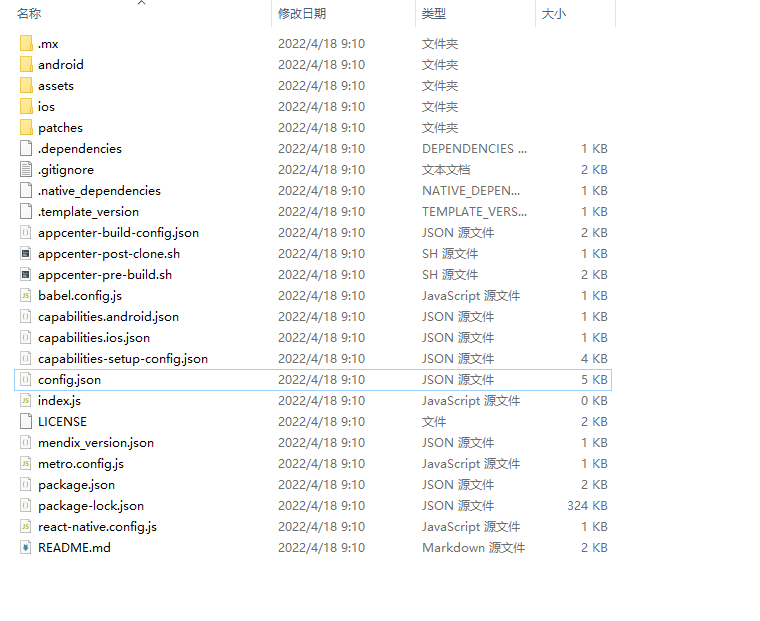 名称 修改日期 类型 大小
.mx 2022/4/18 9:10 文件夹
android 2022/4/18 9:10 文件夹
assets 2022/4/18 9:10 文件夹
ios 2022/4/18 9:10 文件夹
patches 2022/4/18 9:10 文件夹
.dependencies 2022/4/18 9:10 DEPENDENCIES ... 1 KB
.gitignore 2022/4/18 9:10 文本文档 2 KB
.native_dependencies 2022/4/18 9:10 NATIVE_DEPEN... 1 KB
.template_version 2022/4/18 9:10 TEMPLATE_VERS... 1 KB
appcenter-build-config.json 2022/4/18 9:10 JSON 源文件 2 KB
appcenter-post-clone.sh 2022/4/18 9:10 SH 源文件 1 KB
appcenter-pre-build.sh 2022/4/18 9:10 SH 源文件 2 KB
babel.config.js 2022/4/18 9:10 JavaScript 源文件 1 KB
capabilities.android.json 2022/4/18 9:10 JSON 源文件 1 KB
capabilities.ios.json 2022/4/18 9:10 JSON 源文件 1 KB
capabilities-setup-config.json 2022/4/18 9:10 JSON 源文件 4 KB
config.json 2022/4/18 9:10 JSON 源文件 5 KB
index.js 2022/4/18 9:10 JavaScript 源文件 0 KB
LICENSE 2022/4/18 9:10 文件 2 KB
mendix_version.json 2022/4/18 9:10 JSON 源文件 1 KB
metro.config.js 2022/4/18 9:10 JavaScript 源文件 1 KB
package.json 2022/4/18 9:10 JSON 源文件 2 KB
package-lock.json 2022/4/18 9:10 JSON 源文件 324 KB
react-native.config.js 2022/4/18 9:10 JavaScript 源文件 1 KB
README.md 2022/4/18 9:10 Markdown 源文件 2 KB